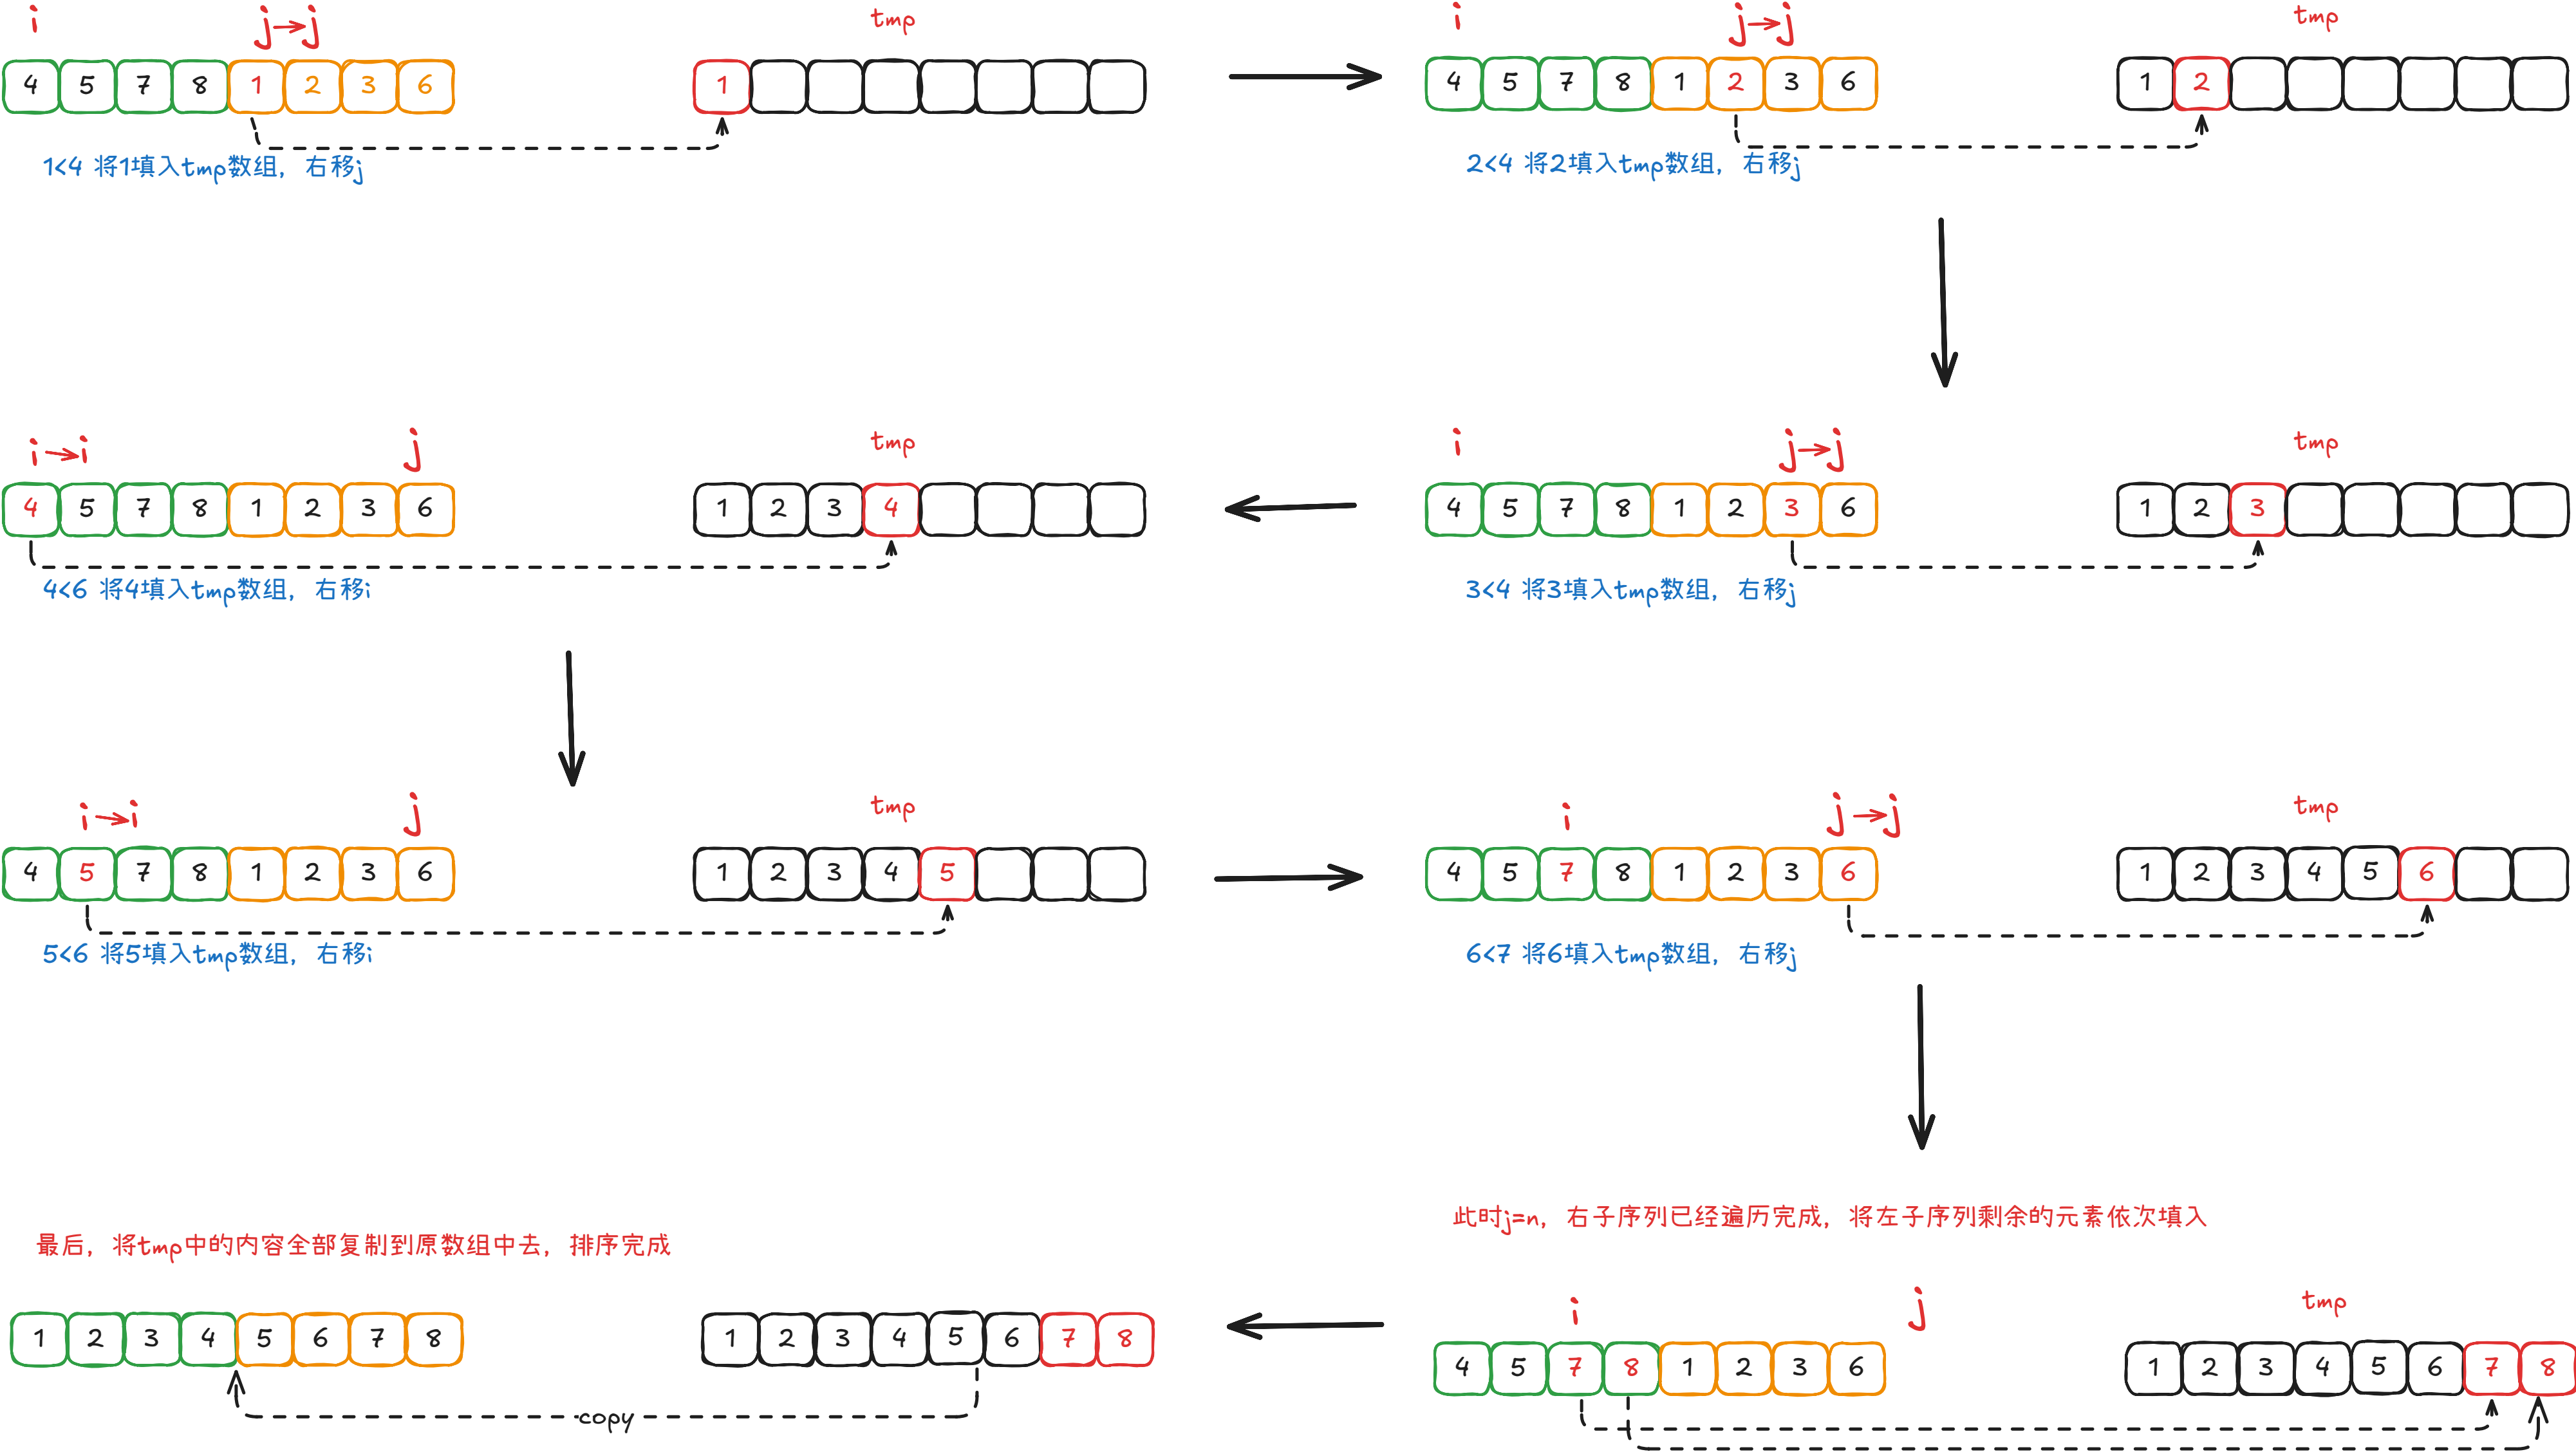 i j→j tmp
4 5 7 8 1 2 3 6 1
1<4 将1填入tmp数组，右移j
i j→j tmp
4 5 7 8 1 2 3 6 1 2
2<4 将2填入tmp数组，右移j
i j→j tmp
4 5 7 8 1 2 3 6 1 2 3
3<4 将3填入tmp数组，右移j
i→i j tmp
4 5 7 8 1 2 3 6 1 2 3 4
4<6 将4填入tmp数组，右移i
i→i j tmp
4 5 7 8 1 2 3 6 1 2 3 4 5
5<6 将5填入tmp数组，右移i
i j→j tmp
4 5 7 8 1 2 3 6 1 2 3 4 5 6
6<7 将6填入tmp数组，右移j
此时j=n，右子序列已经遍历完成，将左子序列剩余的元素依次填入
i j tmp
4 5 7 8 1 2 3 6 1 2 3 4 5 6 7 8
最后，将tmp中的内容全部复制到原数组中去，排序完成
1 2 3 4 5 6 7 8 1 2 3 4 5 6 7 8
copy